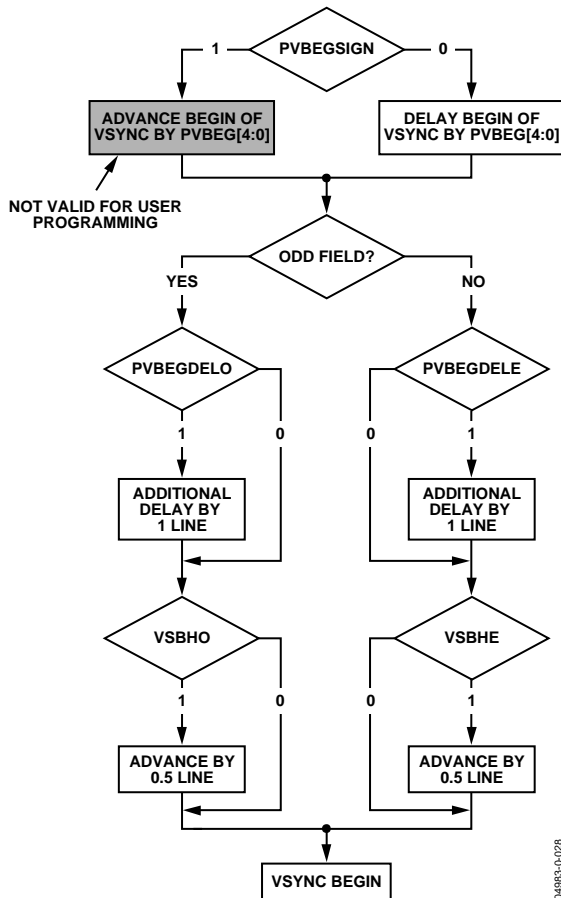 PVBEGSIGN
1
0
ADVANCE BEGIN OF
VSYNC BY PVBEG[4:0]
DELAY BEGIN OF
VSYNC BY PVBEG[4:0]
NOT VALID FOR USER
PROGRAMMING
ODD FIELD?
YES
NO
PVBEGDELO
PVBEGDELE
1
0
0
1
ADDITIONAL
DELAY BY
1 LINE
ADDITIONAL
DELAY BY
1 LINE
VSBHO
VSBHE
1
0
0
1
ADVANCE BY
0.5 LINE
ADVANCE BY
0.5 LINE
VSYNC BEGIN
04983-0-028